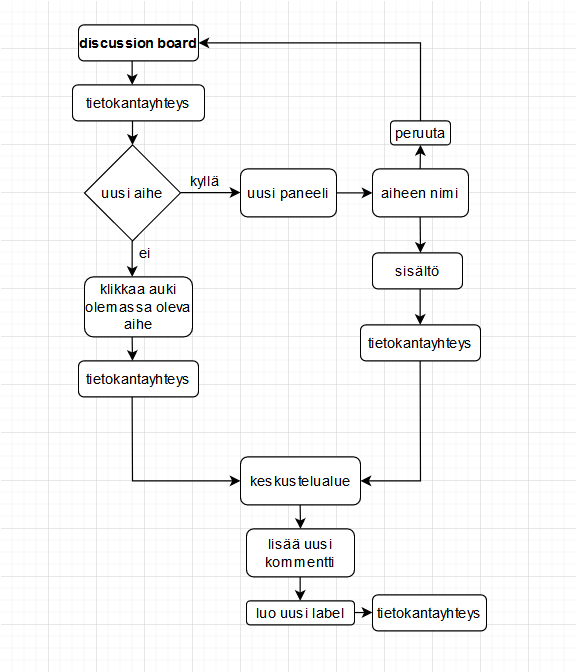 discussion board
tietokantayhteys
peruuta
uusi aihe
kyllä
uusi paneeli
aiheen nimi
ei
sisältö
klikkaa auki
olemassa oleva
aihe
tietokantayhteys
tietokantayhteys
keskustelualue
lisää uusi
kommentti
luo uusi label
tietokantayhteys